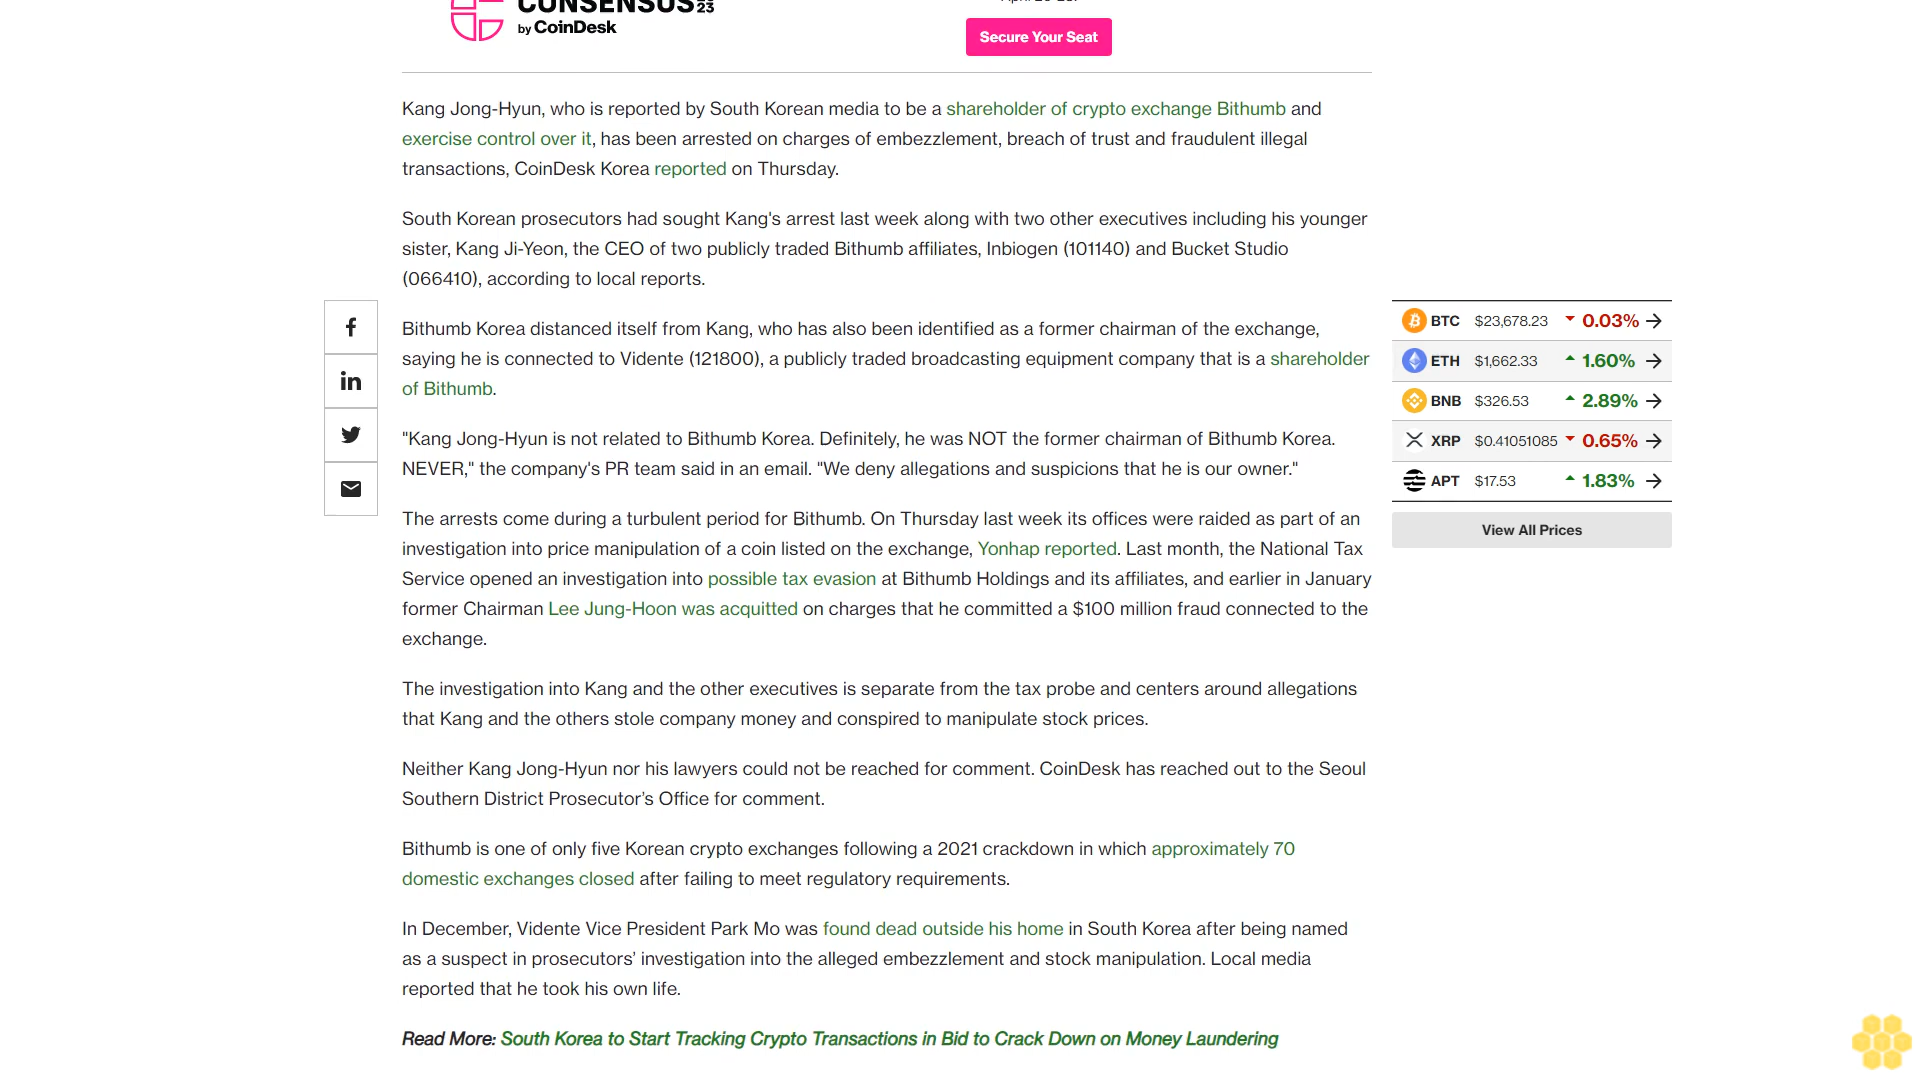 CONSENSUS 23
by CoinDesk
Secure Your Seat
Kang Jong-Hyun, who is reported by South Korean media to be a shareholder of crypto exchange Bithumb and
exercise control over it, has been arrested on charges of embezzlement, breach of trust and fraudulent illegal
transactions, CoinDesk Korea reported on Thursday.
South Korean prosecutors had sought Kang's arrest last week along with two other executives including his younger
sister, Kang Ji-Yeon, the CEO of two publicly traded Bithumb affiliates, Inbiogen (101140) and Bucket Studio
(066410), according to local reports.
Bithumb Korea distanced itself from Kang, who has also been identified as a former chairman of the exchange,
saying he is connected to Vidente (121800), a publicly traded broadcasting equipment company that is a shareholder
of Bithumb.
"Kang Jong-Hyun is not related to Bithumb Korea. Definitely, he was NOT the former chairman of Bithumb Korea.
NEVER," the company's PR team said in an email. "We deny allegations and suspicions that he is our owner."
The arrests come during a turbulent period for Bithumb. On Thursday last week its offices were raided as part of an
investigation into price manipulation of a coin listed on the exchange, Yonhap reported. Last month, the National Tax
Service opened an investigation into possible tax evasion at Bithumb Holdings and its affiliates, and earlier in January
former Chairman Lee Jung-Hoon was acquitted on charges that he committed a $100 million fraud connected to the
exchange.
The investigation into Kang and the other executives is separate from the tax probe and centers around allegations
that Kang and the others stole company money and conspired to manipulate stock prices.
Neither Kang Jong-Hyun nor his lawyers could not be reached for comment. CoinDesk has reached out to the Seoul
Southern District Prosecutor's Office for comment.
Bithumb is one of only five Korean crypto exchanges following a 2021 crackdown in which approximately 70
domestic exchanges closed after failing to meet regulatory requirements.
In December, Vidente Vice President Park Mo was found dead outside his home in South Korea after being named
as a suspect in prosecutors’ investigation into the alleged embezzlement and stock manipulation. Local media
reported that he took his own life.
Read More: South Korea to Start Tracking Crypto Transactions in Bid to Crack Down on Money Laundering
BTC $23,678.23 0.03%
ETH $1,662.33 1.60%
BNB $326.53 2.89%
XRP $0.41051085 0.65%
APT $17.53 1.83%
View All Prices